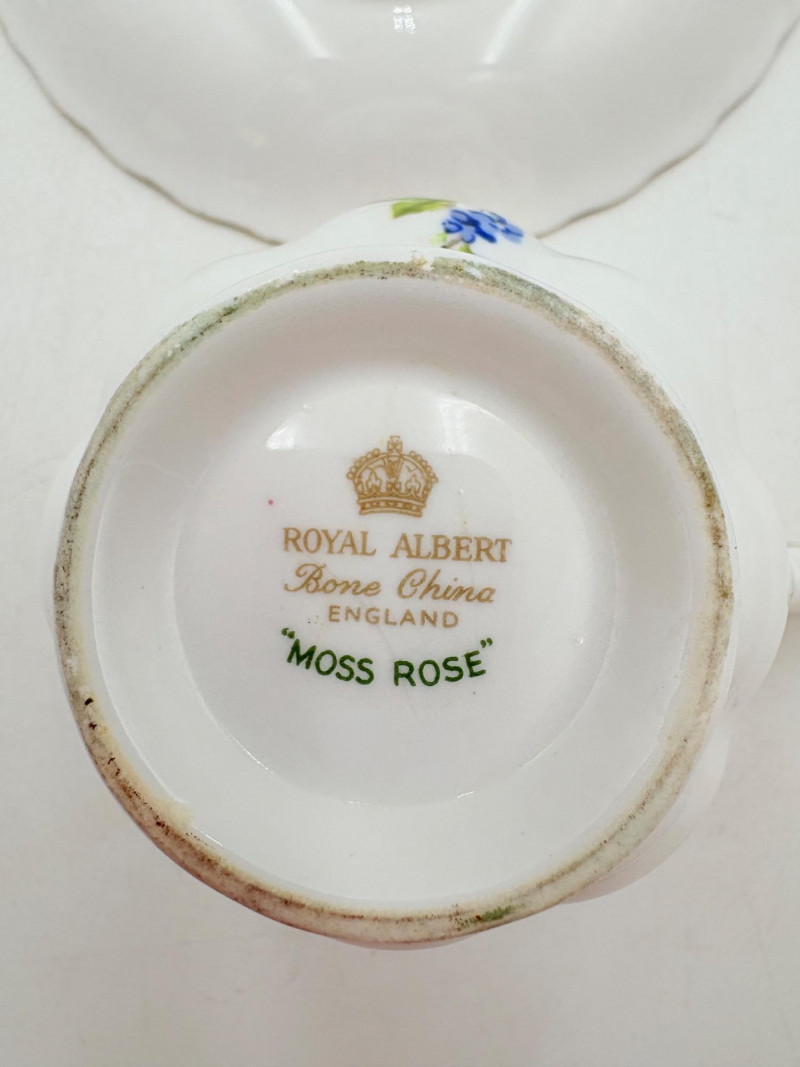 ROYAL ALBERT
Bone China
ENGLAND
"MOSS ROSE"